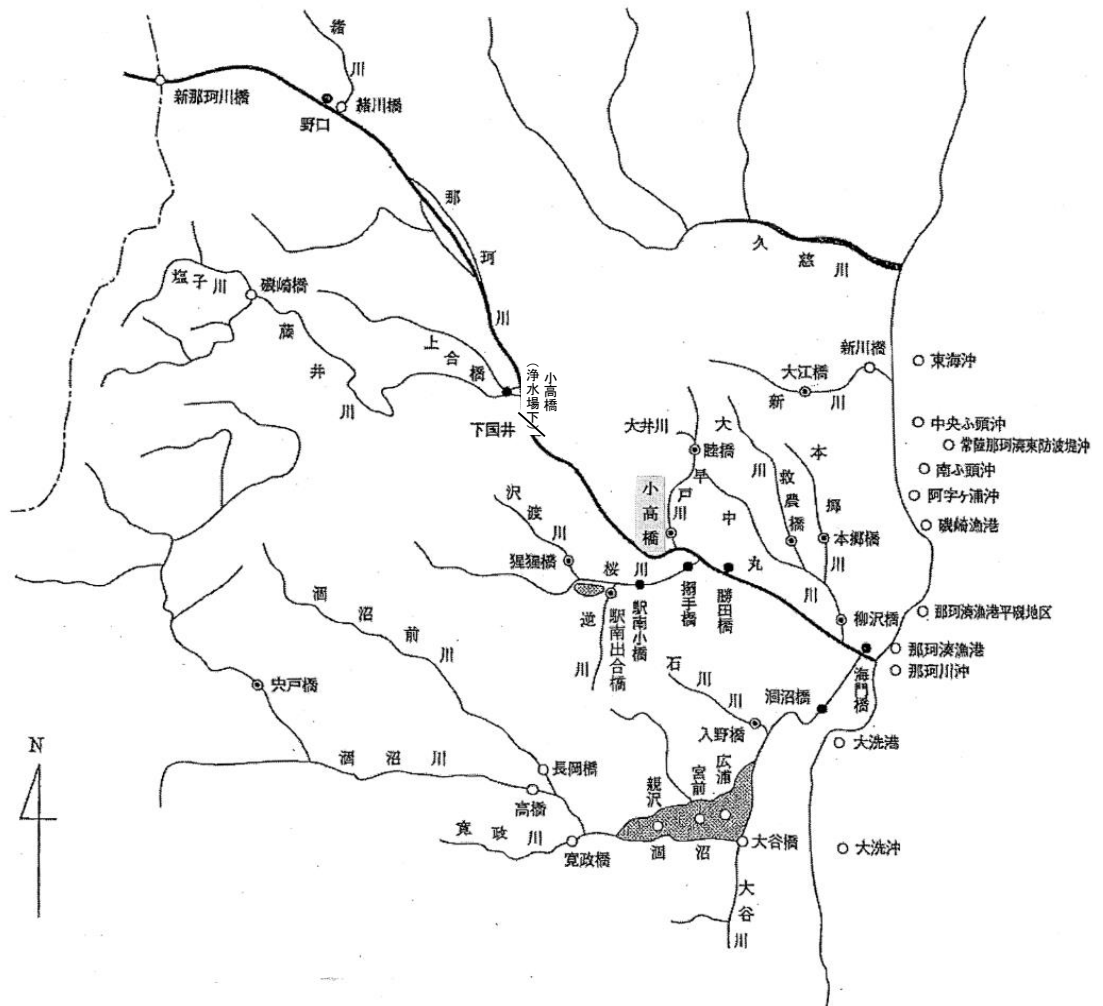 緒川
新那珂川橋
野口
緒川橋
那珂川
久慈川
塩子川
磯崎橋
藤井川
上合橋
小高橋
(浄水場下)
下国井
新川橋
東海沖
大江橋
新川
中央ふ頭沖
常陸那珂湊東防波堤沖
南ふ頭沖
阿字ヶ浦沖
磯崎漁港
大井川
睦橋
早戸川
小高橋
大川
救農橋
本郷川
本郷橋
中丸川
沢渡川
猩猩橋
桜川
逆川
駅南出合橋
駅南小橋
搦手橋
勝田橋
柳沢橋
那珂湊漁港平磯地区
那珂湊漁港
那珂川沖
海門橋
涸沼橋
石川川
入野橋
大洗港
涸沼前川
宍戸橋
涸沼川
長岡橋
高橋
寛政川
寛政橋
親沢
宮前
広浦
涸沼
大谷橋
大谷川
大洗沖
N